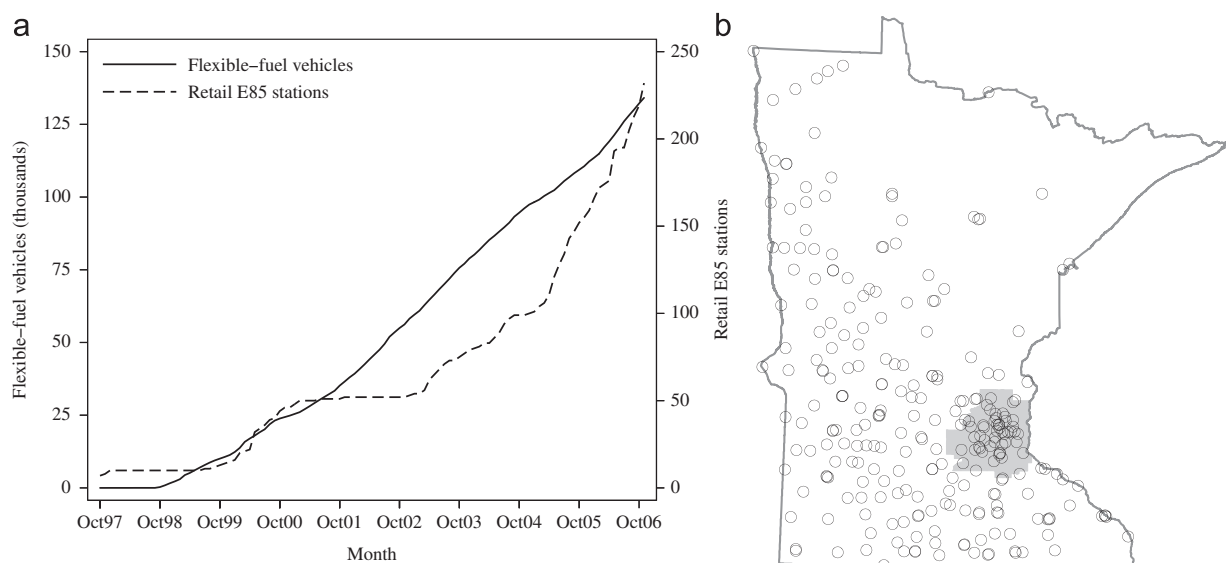 a
b
150
125
100
75
50
25
0
Flexible–fuel vehicles (thousands)
Flexible–fuel vehicles
Retail E85 stations
250
200
150
100
50
0
Retail E85 stations
Oct97 Oct98 Oct99 Oct00 Oct01 Oct02 Oct03 Oct04 Oct05 Oct06
Month